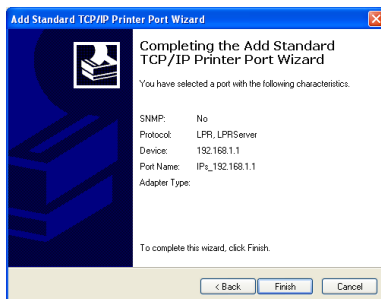 Add Standard TCP/IP Printer Port Wizard
Completing the Add Standard
TCP/IP Printer Port Wizard
You have selected a port with the following characteristics.
SNMP: No
Protocol: LPR, LPRServer
Device: 192.168.1.1
Port Name: IPs_192.168.1.1
Adapter Type:
To complete this wizard, click Finish.
< Back Finish Cancel